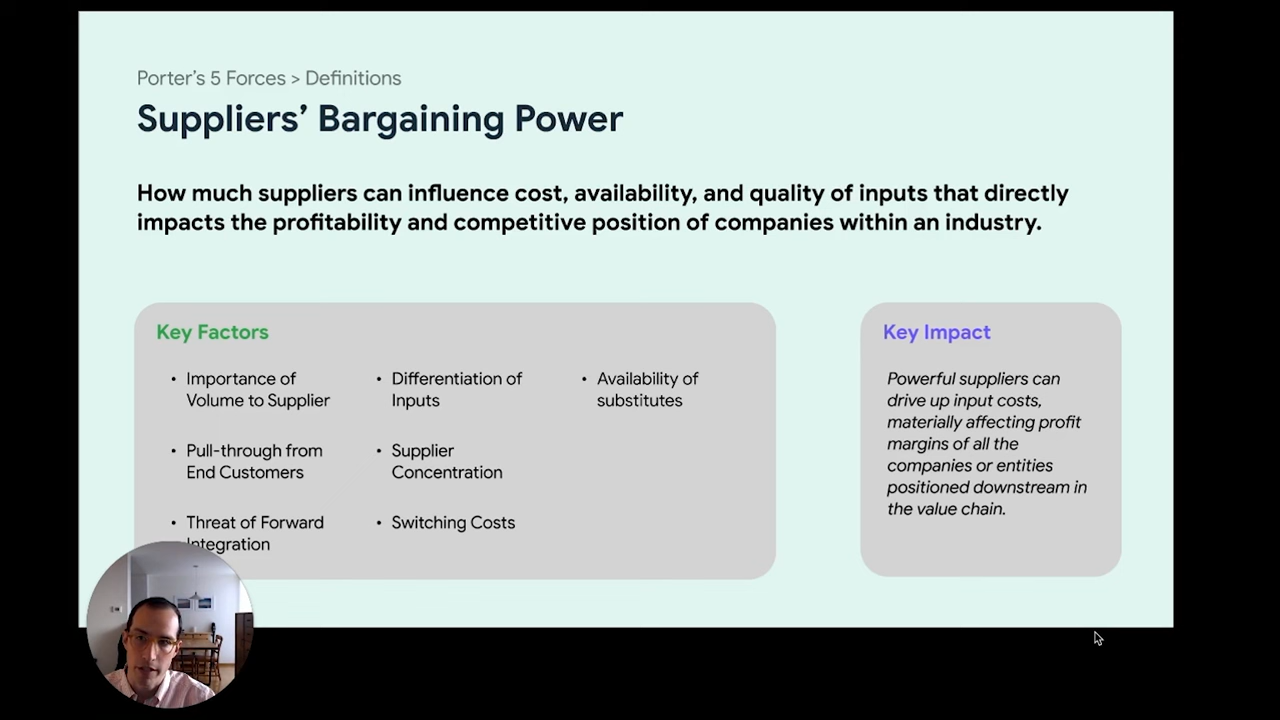 Porter's 5 Forces > Definitions
Suppliers' Bargaining Power
How much suppliers can influence cost, availability, and quality of inputs that directly
impacts the profitability and competitive position of companies within an industry.
Key Factors
• Importance of
Volume to Supplier
• Pull-through from
End Customers
• Threat of Forward
Integration
• Differentiation of
Inputs
• Supplier
Concentration
• Switching Costs
• Availability of
substitutes
Key Impact
Powerful suppliers can
drive up input costs,
materially affecting profit
margins of all the
companies or entities
positioned downstream in
the value chain.